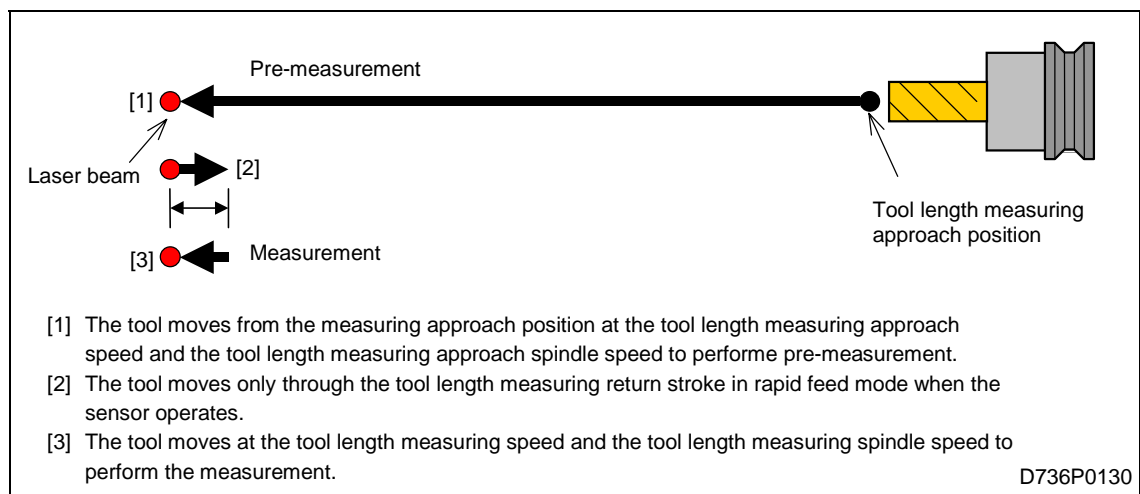 Pre-measurement
[1]
Laser beam
[2]
Tool length measuring
approach position
[3]
Measurement
[1] The tool moves from the measuring approach position at the tool length measuring approach
speed and the tool length measuring approach spindle speed to performe pre-measurement.
[2] The tool moves only through the tool length measuring return stroke in rapid feed mode when the
sensor operates.
[3] The tool moves at the tool length measuring speed and the tool length measuring spindle speed to
perform the measurement.
D736P0130